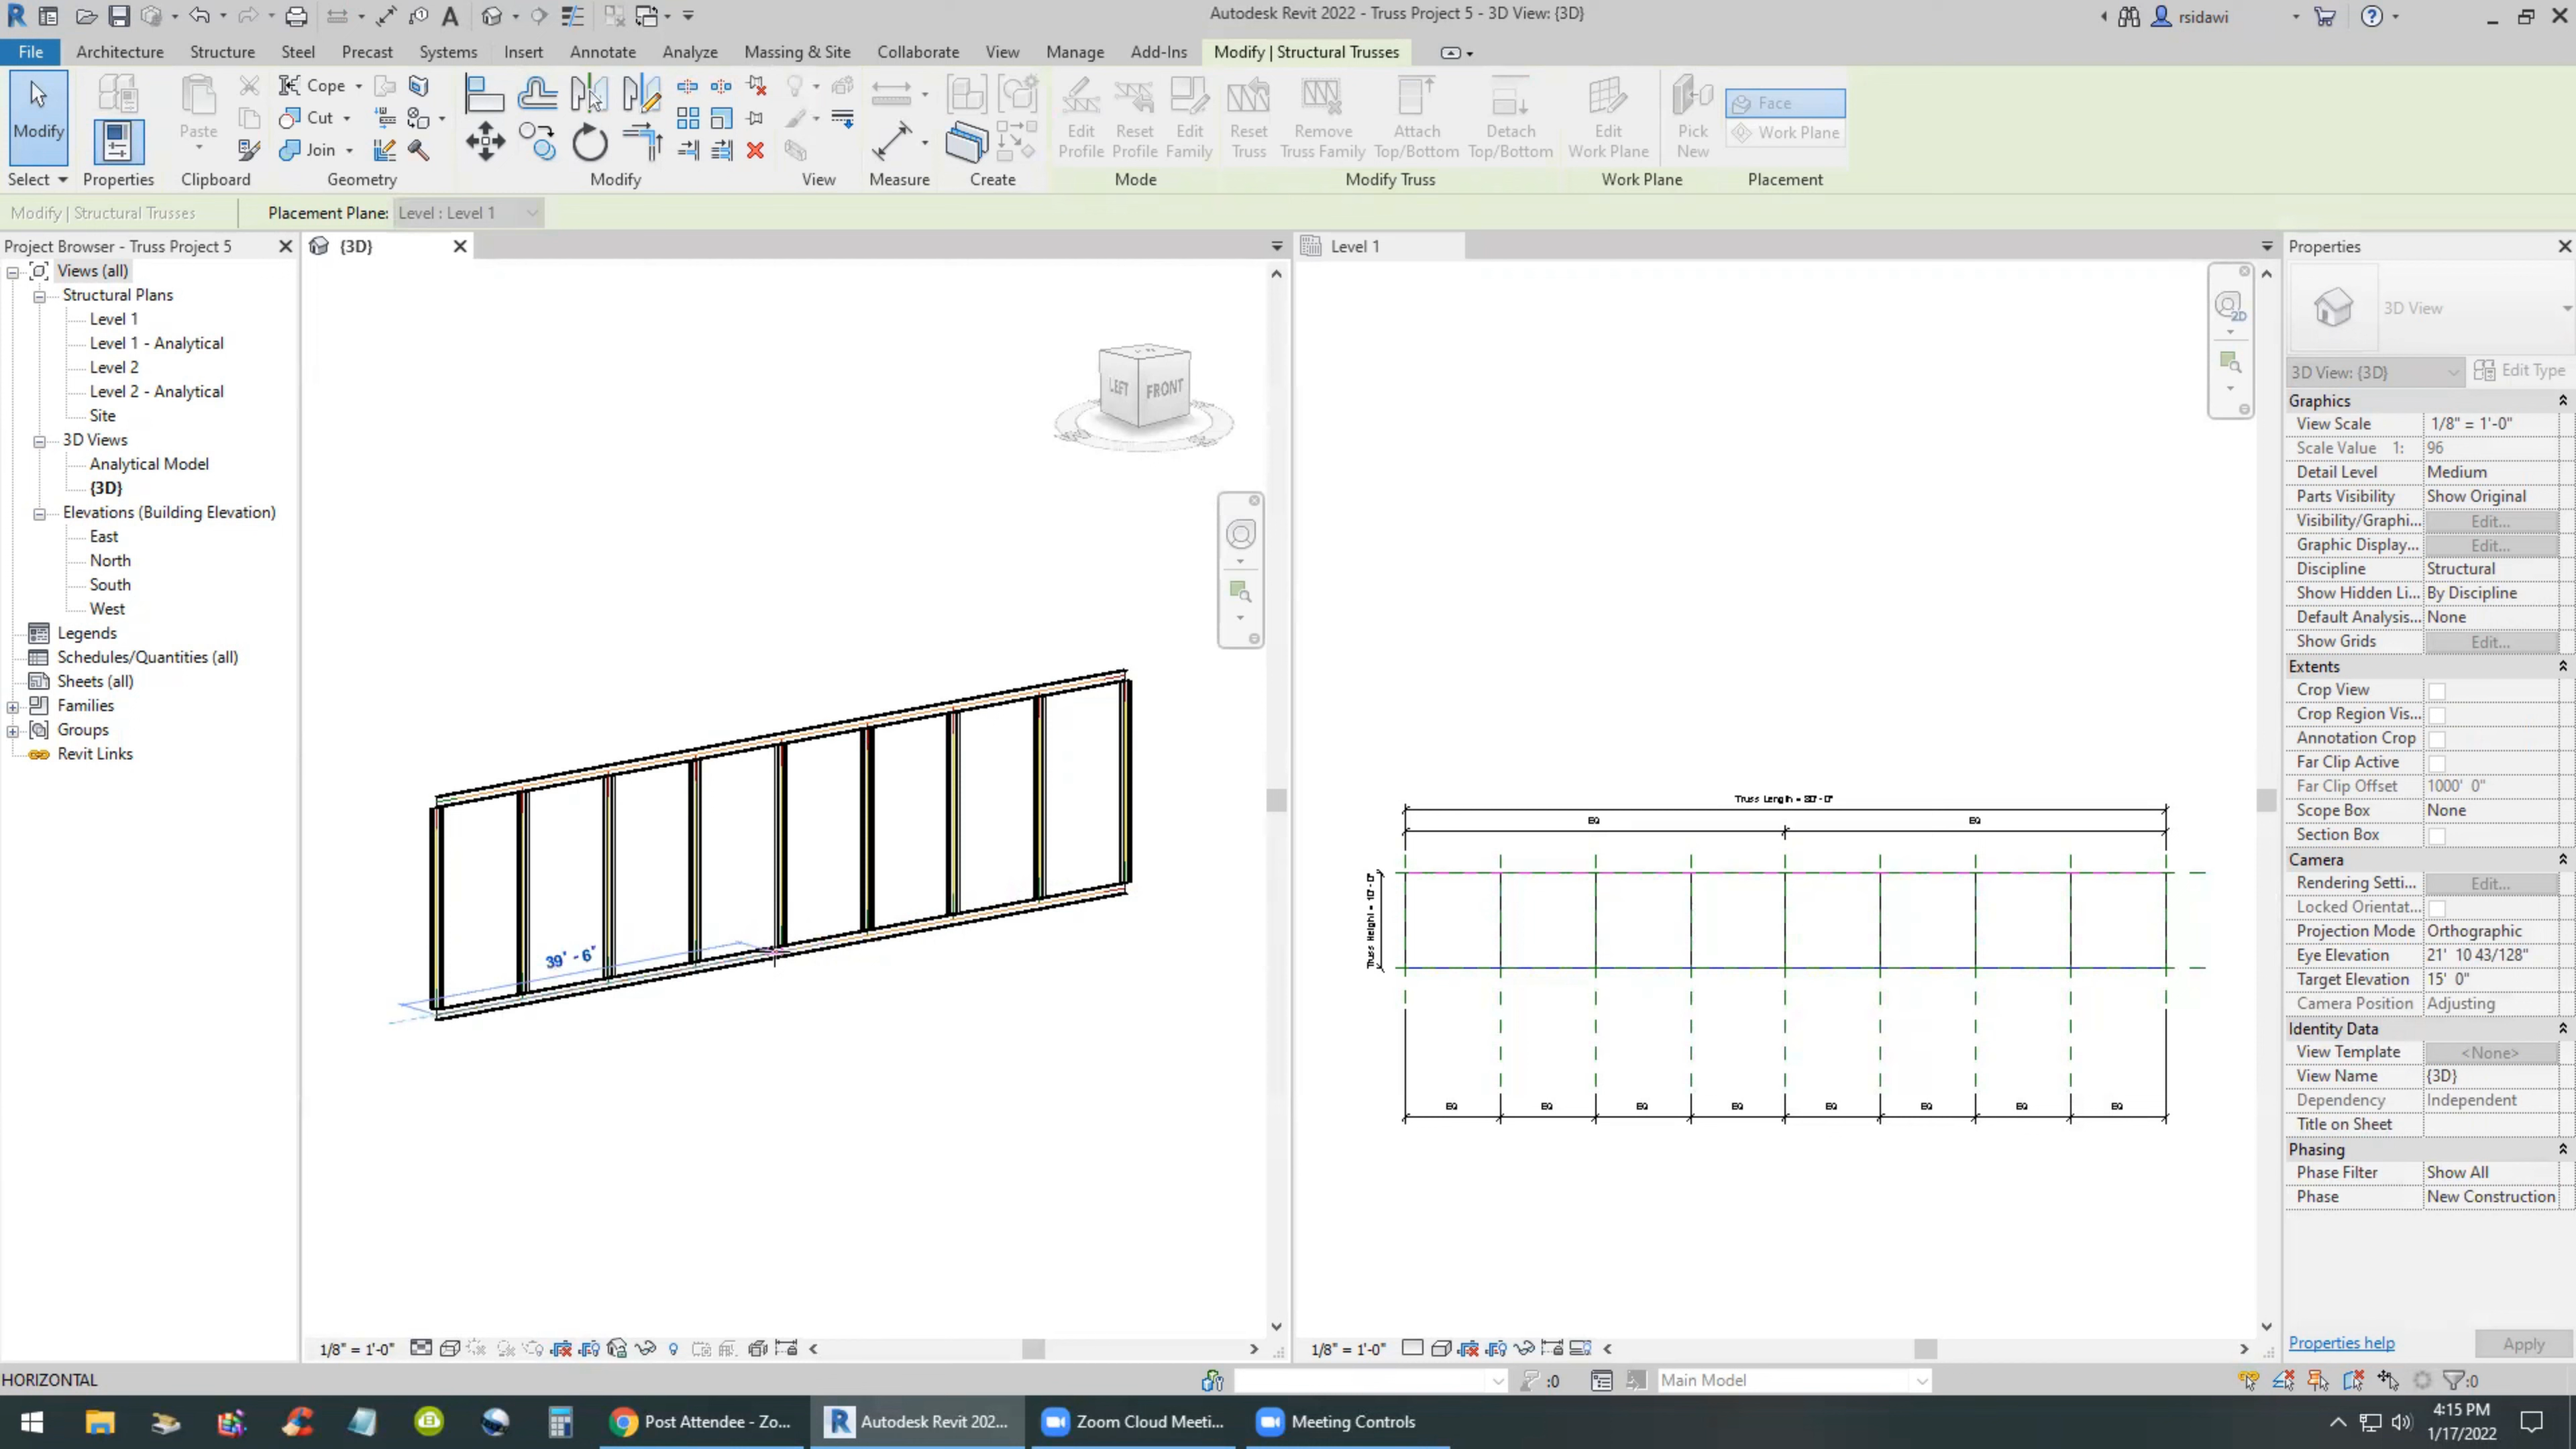 Autodesk Revit 2022 - Truss Project 5 - 3D View: {3D}
rsidawi
File
Architecture
Structure
Steel
Precast
Systems
Insert
Annotate
Analyze
Massing & Site
Collaborate
View
Manage
Add-Ins
Modify | Structural Trusses
Modify
Paste
Cope
Cut
Join
Edit Profile
Reset Profile
Edit Family
Reset Truss
Remove Truss Family
Attach Top/Bottom
Detach Top/Bottom
Edit Work Plane
Pick New
Face
Work Plane
Select
Properties
Clipboard
Geometry
Modify
View
Measure
Create
Mode
Modify Truss
Work Plane
Placement
Modify | Structural Trusses
Placement Plane: Level : Level 1
Project Browser - Truss Project 5
Views (all)
Structural Plans
Level 1
Level 1 - Analytical
Level 2
Level 2 - Analytical
Site
3D Views
Analytical Model
{3D}
Elevations (Building Elevation)
East
North
South
West
Legends
Schedules/Quantities (all)
Sheets (all)
Families
Groups
Revit Links
{3D}
LEFT
FRONT
39' - 6"
1/8" = 1'-0"
Level 1
2D
Truss Length = 80' - 0"
EQ
EQ
Truss Height = 10' - 0"
EQ
EQ
EQ
EQ
EQ
EQ
EQ
EQ
1/8" = 1'-0"
Properties
3D View
3D View: {3D}
Edit Type
Graphics
View Scale 1/8" = 1'-0"
Scale Value 1: 96
Detail Level Medium
Parts Visibility Show Original
Visibility/Graphi... Edit...
Graphic Display... Edit...
Discipline Structural
Show Hidden Li... By Discipline
Default Analysis... None
Show Grids Edit...
Extents
Crop View
Crop Region Vis...
Annotation Crop
Far Clip Active
Far Clip Offset 1000' 0"
Scope Box None
Section Box
Camera
Rendering Setti... Edit...
Locked Orientat...
Projection Mode Orthographic
Eye Elevation 21' 10 43/128"
Target Elevation 15' 0"
Camera Position Adjusting
Identity Data
View Template <None>
View Name {3D}
Dependency Independent
Title on Sheet
Phasing
Phase Filter Show All
Phase New Construction
Properties help
Apply
HORIZONTAL
:0
Main Model
:0
Post Attendee - Zo...
Autodesk Revit 202...
Zoom Cloud Meeti...
Meeting Controls
4:15 PM
1/17/2022